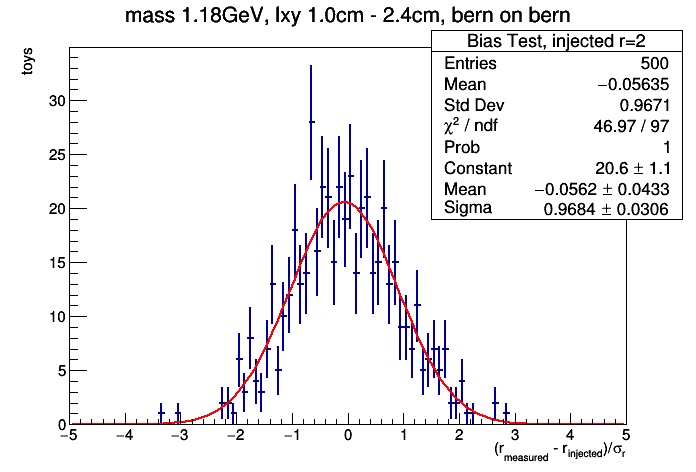 mass 1.18GeV, lxy 1.0cm - 2.4cm, bern on bern
Bias Test, injected r=2
Entries 500
Mean −0.05635
Std Dev 0.9671
χ² / ndf 46.97 / 97
Prob 1
Constant 20.6 ± 1.1
Mean −0.0562 ± 0.0433
Sigma 0.9684 ± 0.0306
toys
30
25
20
15
10
5
0
−5 −4 −3 −2 −1 0 1 2 3 4 5
(r_measured - r_injected)/σ_r